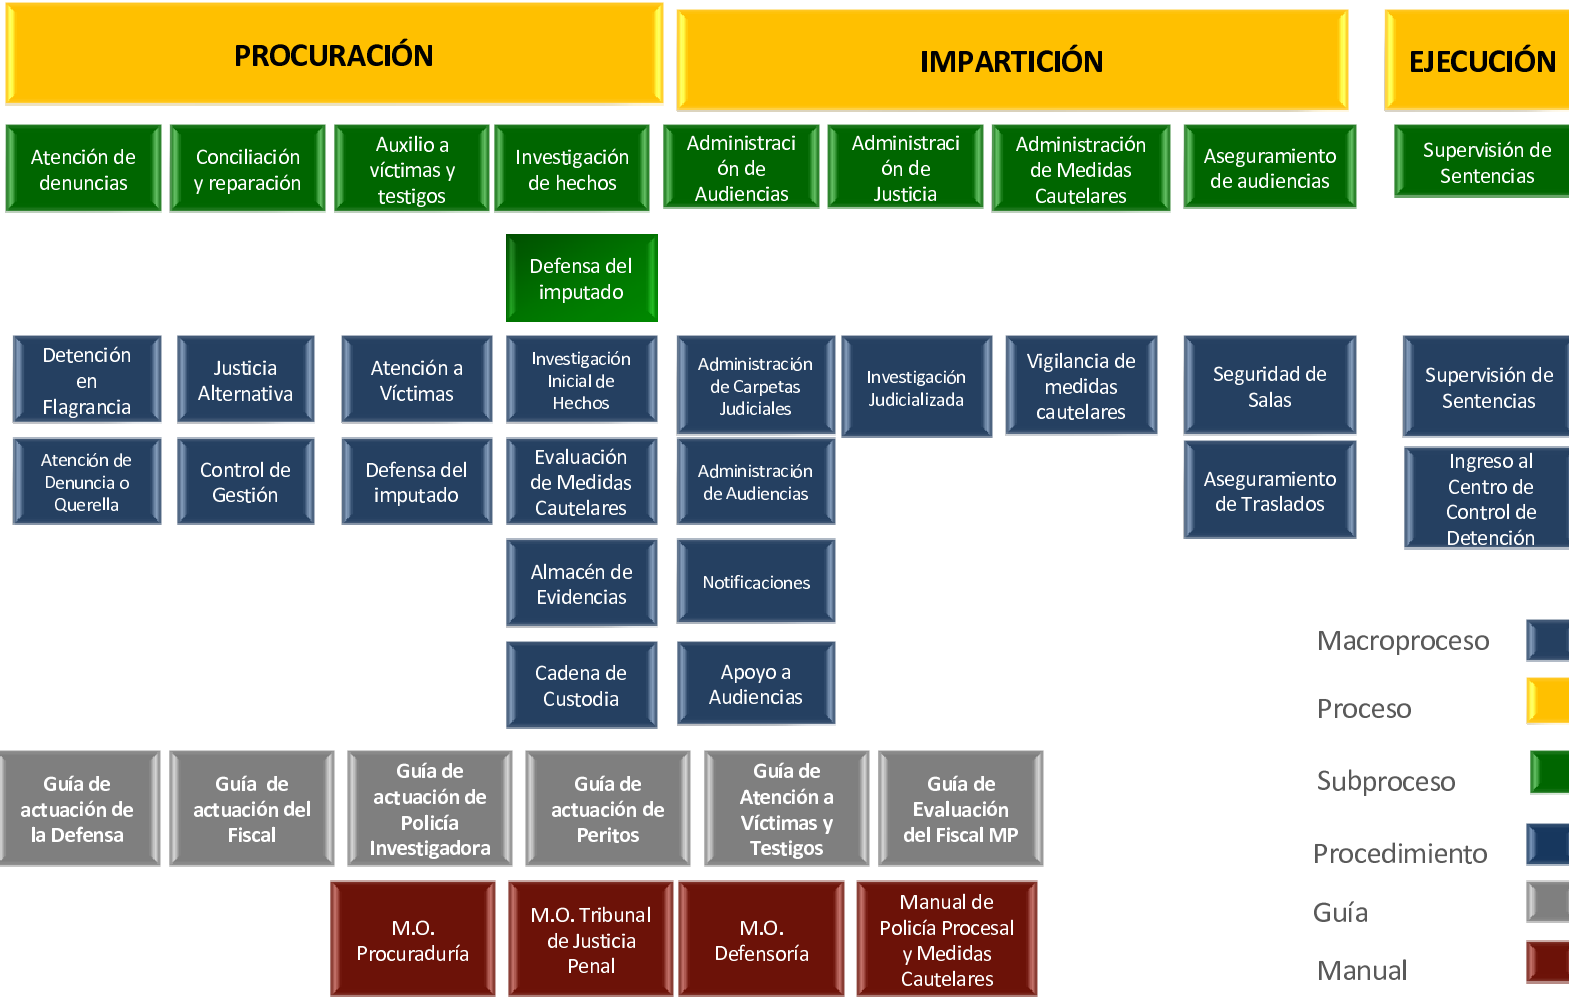 PROCURACIÓN
IMPARTICIÓN
EJECUCIÓN
Atención de
denuncias
Conciliación
y reparación
Auxilio a
víctimas y
testigos
Investigación
de hechos
Administraci
ón de
Audiencias
Administraci
ón de
Justicia
Administración
de Medidas
Cautelares
Aseguramiento
de audiencias
Supervisión de
Sentencias
Defensa del
imputado
Detención
en
Flagrancia
Justicia
Alternativa
Atención a
Víctimas
Investigación
Inicial de
Hechos
Administración
de Carpetas
Judiciales
Investigación
Judicializada
Vigilancia de
medidas
cautelares
Seguridad de
Salas
Supervisión de
Sentencias
Atención de
Denuncia o
Querella
Control de
Gestión
Defensa del
imputado
Evaluación
de Medidas
Cautelares
Administración
de Audiencias
Aseguramiento
de Traslados
Ingreso al
Centro de
Control de
Detención
Almacén de
Evidencias
Notificaciones
Cadena de
Custodia
Apoyo a
Audiencias
Macroproceso
Proceso
Subproceso
Procedimiento
Guía
Manual
Guía de
actuación de
la Defensa
Guía  de
actuación del
Fiscal
Guía de
actuación de
Policía
Investigadora
Guía de
actuación de
Peritos
Guía de
Atención a
Víctimas y
Testigos
Guía de
Evaluación
del Fiscal MP
M.O.
Procuraduría
M.O. Tribunal
de Justicia
Penal
M.O.
Defensoría
Manual de
Policía Procesal
y Medidas
Cautelares